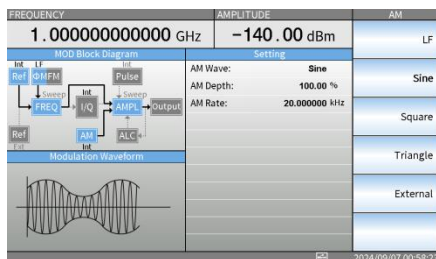 FREQUENCY AMPLITUDE AM
1.000000000000 GHz -140.00 dBm
LF
MOD Block Diagram
Int LF Int
Ref ΦM FM Pulse
Sweep Int Sweep
FREQ I/Q AMPL Output
Ref AM ALC
Ext Int
Modulation Waveform
Setting
AM Wave: Sine
AM Depth: 100.00 %
AM Rate: 20.000000 kHz
Sine
Square
Triangle
External
2024/09/07 00:58:2